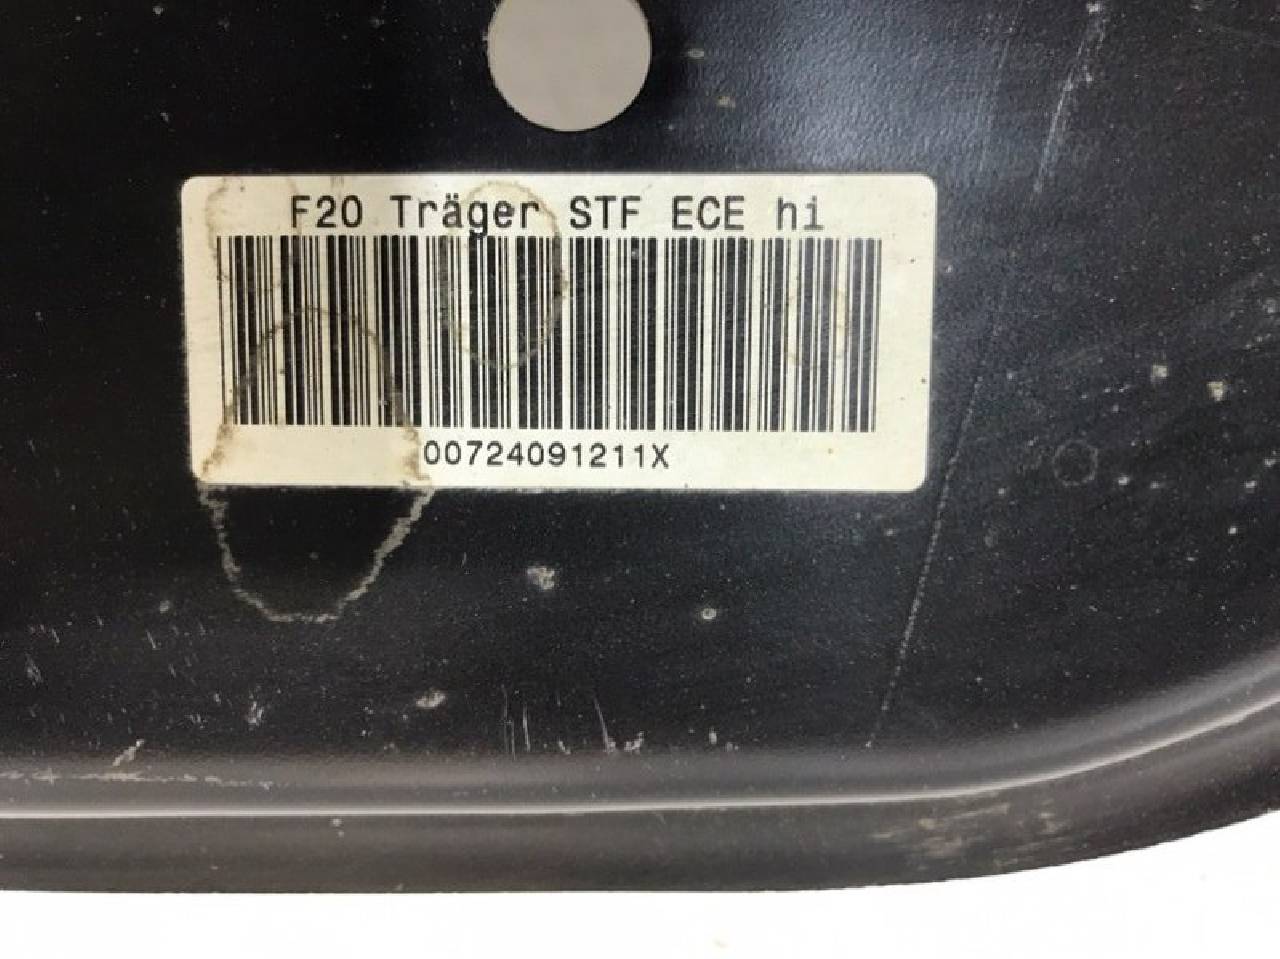 F20 Träger STF ECE hi
00724091211X